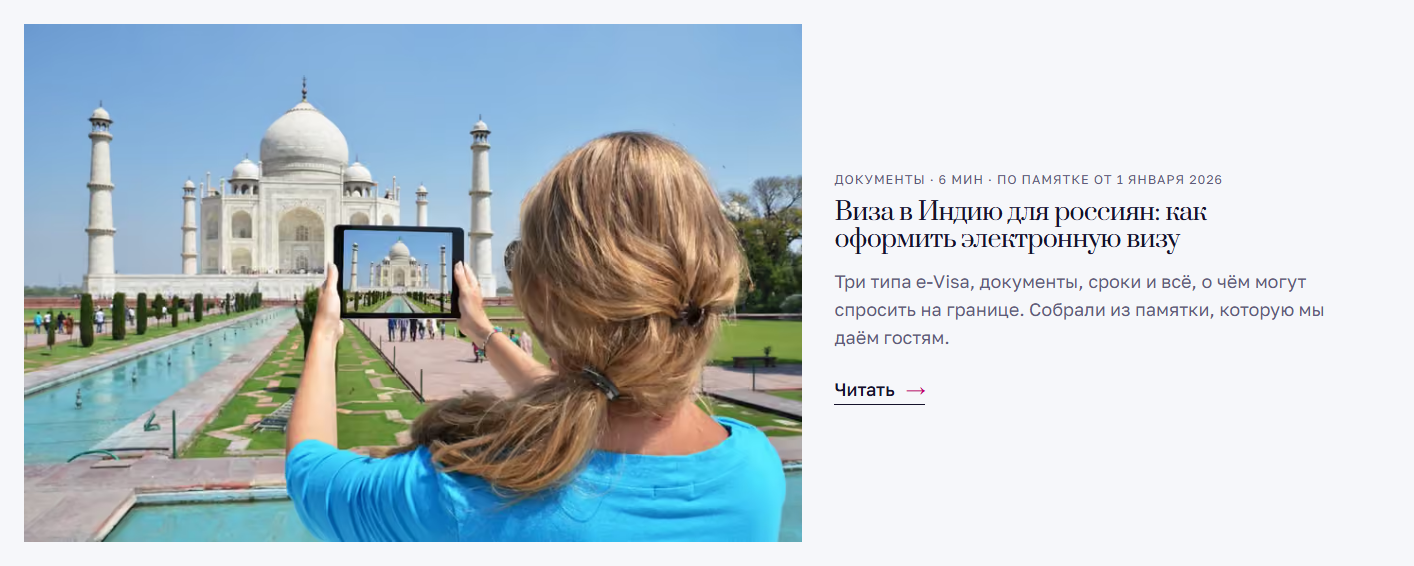 ДОКУМЕНТЫ · 6 МИН · ПО ПАМЯТКЕ ОТ 1 ЯНВАРЯ 2026
Виза в Индию для россиян: как
оформить электронную визу
Три типа e-Visa, документы, сроки и всё, о чём могут
спросить на границе. Собрали из памятки, которую мы
даём гостям.
Читать →